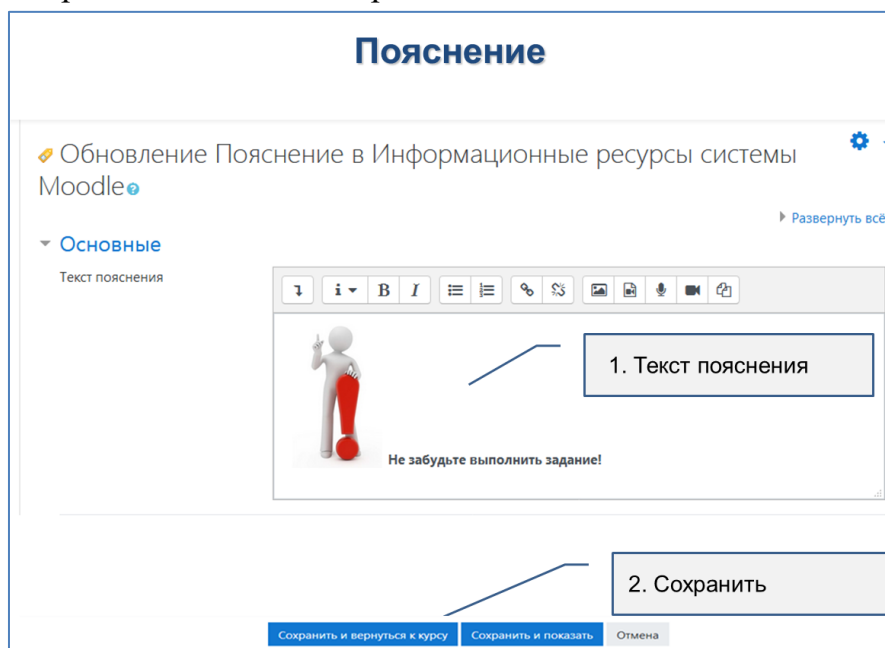 Пояснение
Обновление Пояснение в Информационные ресурсы системы
Moodle
Развернуть всё
Основные
Текст пояснения
1. Текст пояснения
Не забудьте выполнить задание!
2. Сохранить
Сохранить и вернуться к курсу Сохранить и показать Отмена